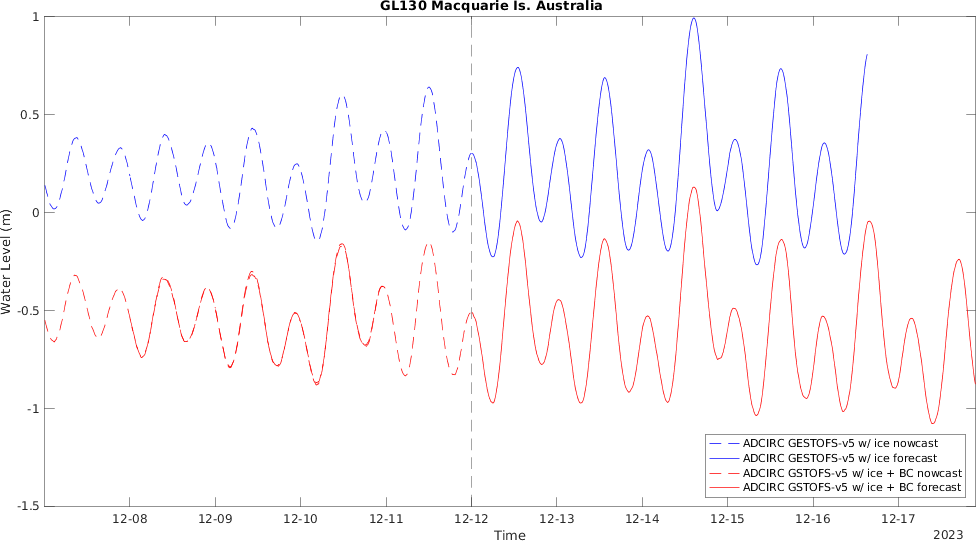 GL130 Macquarie Is. Australia
1
0.5
0
-0.5
-1
-1.5
Water Level (m)
12-08 12-09 12-10 12-11 12-12 12-13 12-14 12-15 12-16 12-17
Time
2023
ADCIRC GESTOFS-v5 w/ ice nowcast
ADCIRC GESTOFS-v5 w/ ice forecast
ADCIRC GSTOFS-v5 w/ ice + BC nowcast
ADCIRC GSTOFS-v5 w/ ice + BC forecast